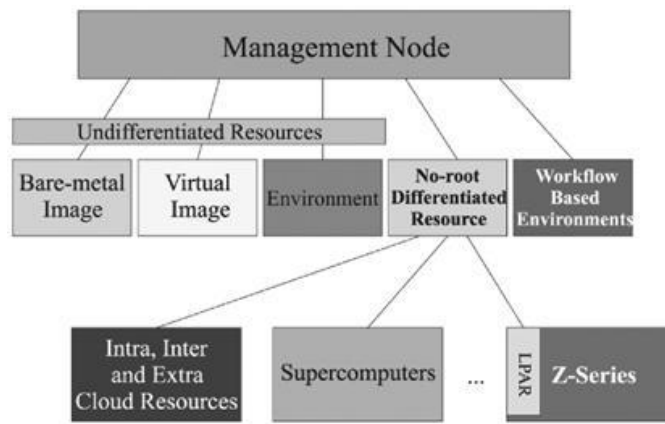 Management Node
Undifferentiated Resources
Bare-metal
Image
Virtual
Image
Environment
No-root
Differentiated
Resource
Workflow
Based
Environments
Intra, Inter
and Extra
Cloud Resources
Supercomputers
...
LPAR
Z-Series